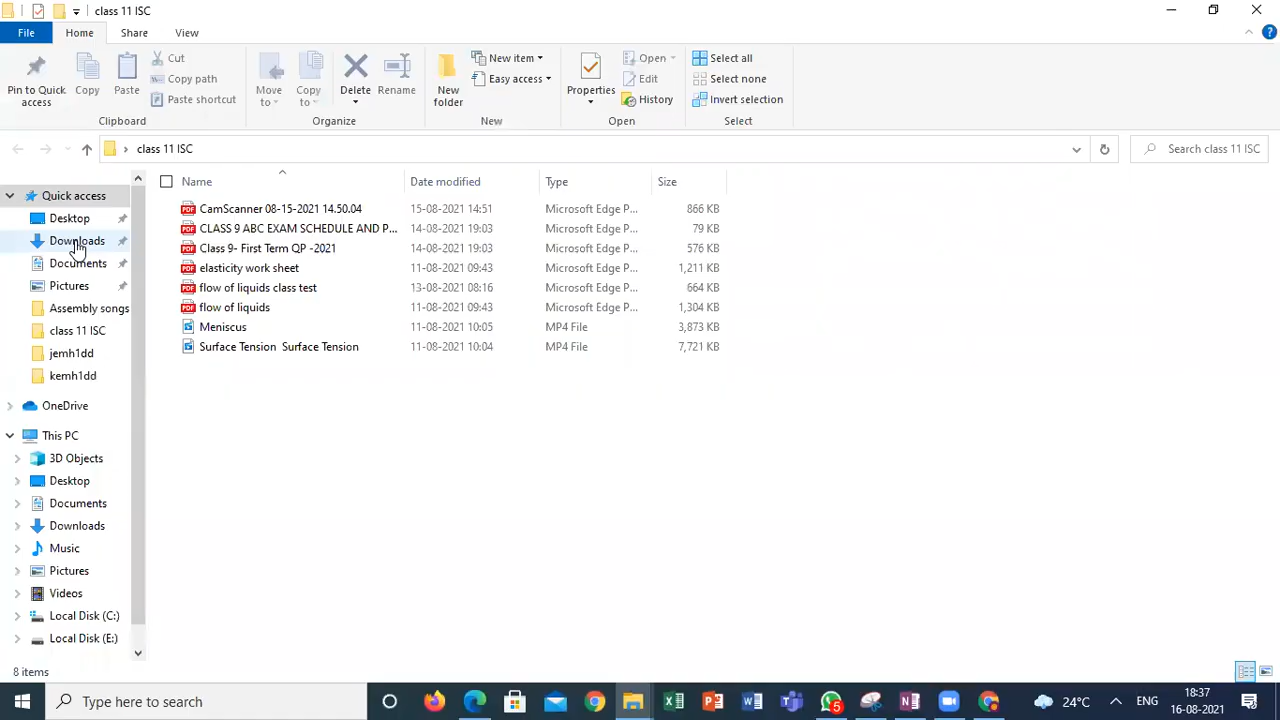 class 11 ISC
File Home Share View
Pin to Quick access
Copy
Paste
Cut
Copy path
Paste shortcut
Clipboard
Move to
Copy to
Delete
Rename
Organize
New folder
New item
Easy access
New
Properties
Open
Edit
History
Open
Select all
Select none
Invert selection
Select
class 11 ISC
Search class 11 ISC
Quick access
Desktop
Downloads
Documents
Pictures
Assembly songs
class 11 ISC
jemh1dd
kemh1dd
OneDrive
This PC
3D Objects
Desktop
Documents
Downloads
Music
Pictures
Videos
Local Disk (C:)
Local Disk (E:)
Name Date modified Type Size
CamScanner 08-15-2021 14.50.04 15-08-2021 14:51 Microsoft Edge P... 866 KB
CLASS 9 ABC EXAM SCHEDULE AND P... 14-08-2021 19:03 Microsoft Edge P... 79 KB
Class 9- First Term QP -2021 14-08-2021 19:03 Microsoft Edge P... 576 KB
elasticity work sheet 11-08-2021 09:43 Microsoft Edge P... 1,211 KB
flow of liquids class test 13-08-2021 08:16 Microsoft Edge P... 664 KB
flow of liquids 11-08-2021 09:43 Microsoft Edge P... 1,304 KB
Meniscus 11-08-2021 10:05 MP4 File 3,873 KB
Surface Tension Surface Tension 11-08-2021 10:04 MP4 File 7,721 KB
8 items
Type here to search
5
24°C
ENG
18:37
16-08-2021
3